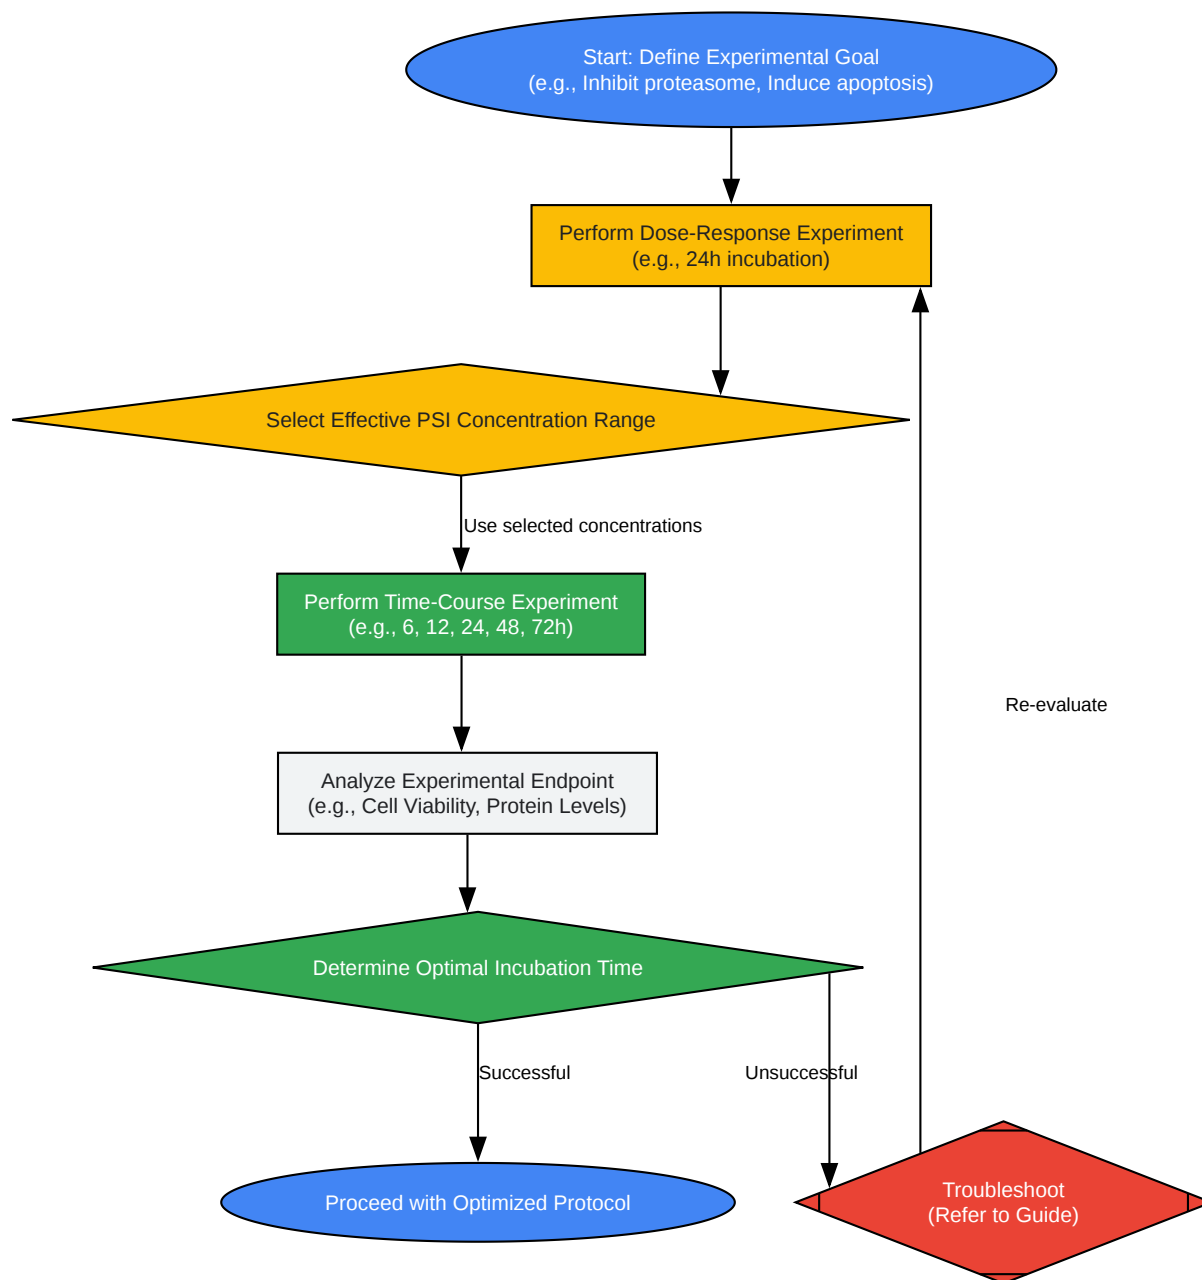 Start: Define Experimental Goal
(e.g., Inhibit proteasome, Induce apoptosis)
Perform Dose-Response Experiment
(e.g., 24h incubation)
Select Effective PSI Concentration Range
Use selected concentrations
Perform Time-Course Experiment
(e.g., 6, 12, 24, 48, 72h)
Re-evaluate
Analyze Experimental Endpoint
(e.g., Cell Viability, Protein Levels)
Determine Optimal Incubation Time
Successful
Unsuccessful
Proceed with Optimized Protocol
Troubleshoot
(Refer to Guide)